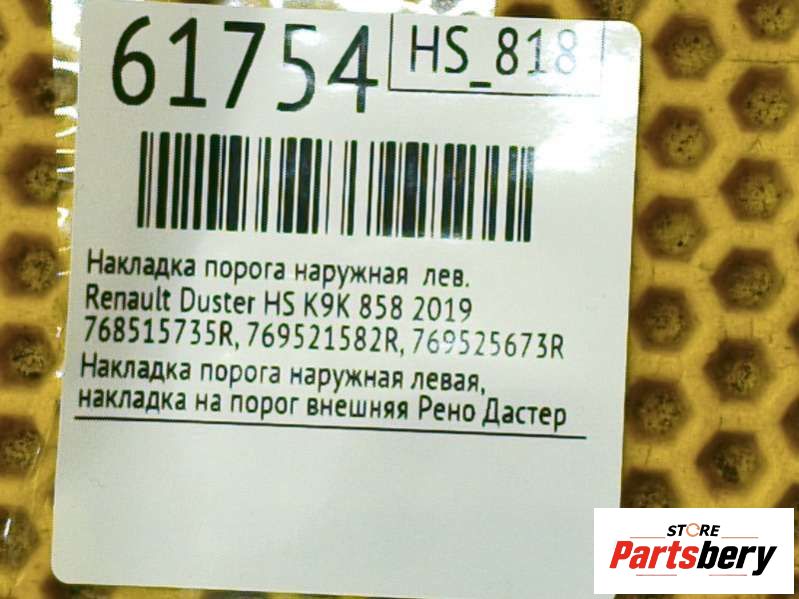 61754
HS_818
Накладка порога наружная лев.
Renault Duster HS K9K 858 2019
768515735R, 769521582R, 769525673R
Накладка порога наружная левая,
накладка на порог внешняя Рено Дастер
STORE
Partsbery